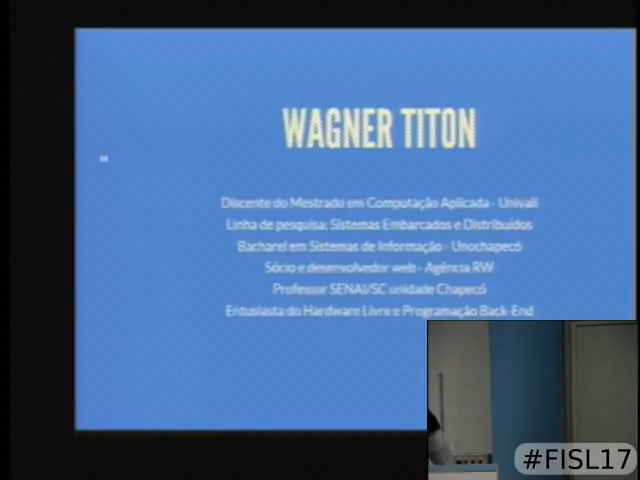 WAGNER TITON
Discente do Mestrado em Computação Aplicada - Univali
Linha de pesquisa: Sistemas Embarcados e Distribuídos
Bacharel em Sistemas de Informação - Unochapecó
Sócio e desenvolvedor web - Agência RW
Professor SENAI/SC unidade Chapecó
Entusiasta do Hardware Livre e Programação Back-End
#FISL17